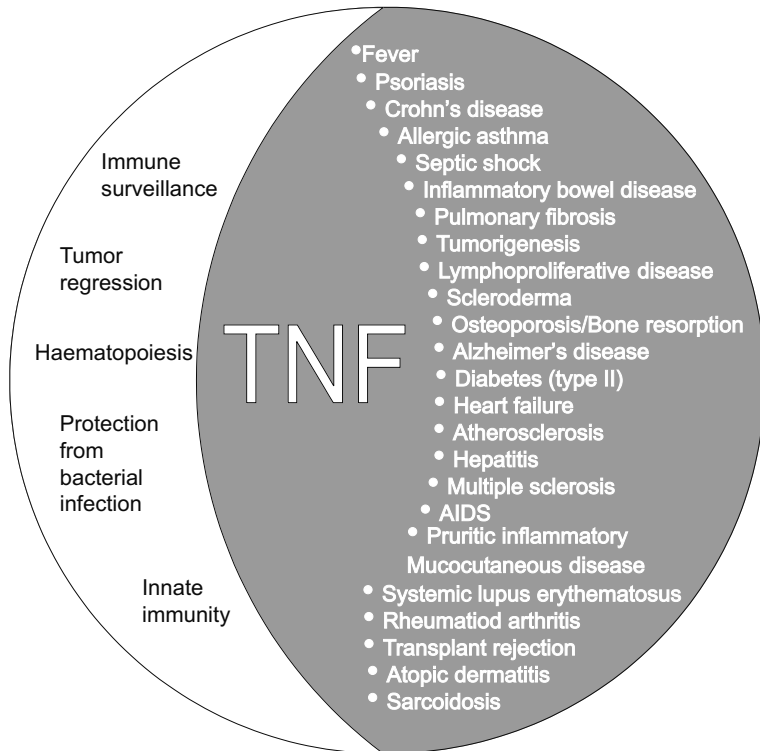 Immune
surveillance
Tumor
regression
Haematopoiesis
Protection
from
bacterial
infection
Innate
immunity
TNF
•Fever
• Psoriasis
• Crohn's disease
• Allergic asthma
• Septic shock
• Inflammatory bowel disease
• Pulmonary fibrosis
• Tumorigenesis
• Lymphoproliferative disease
• Scleroderma
• Osteoporosis/Bone resorption
• Alzheimer's disease
• Diabetes (type II)
• Heart failure
• Atherosclerosis
• Hepatitis
• Multiple sclerosis
• AIDS
• Pruritic inflammatory
Mucocutaneous disease
• Systemic lupus erythematosus
• Rheumatiod arthritis
• Transplant rejection
• Atopic dermatitis
• Sarcoidosis